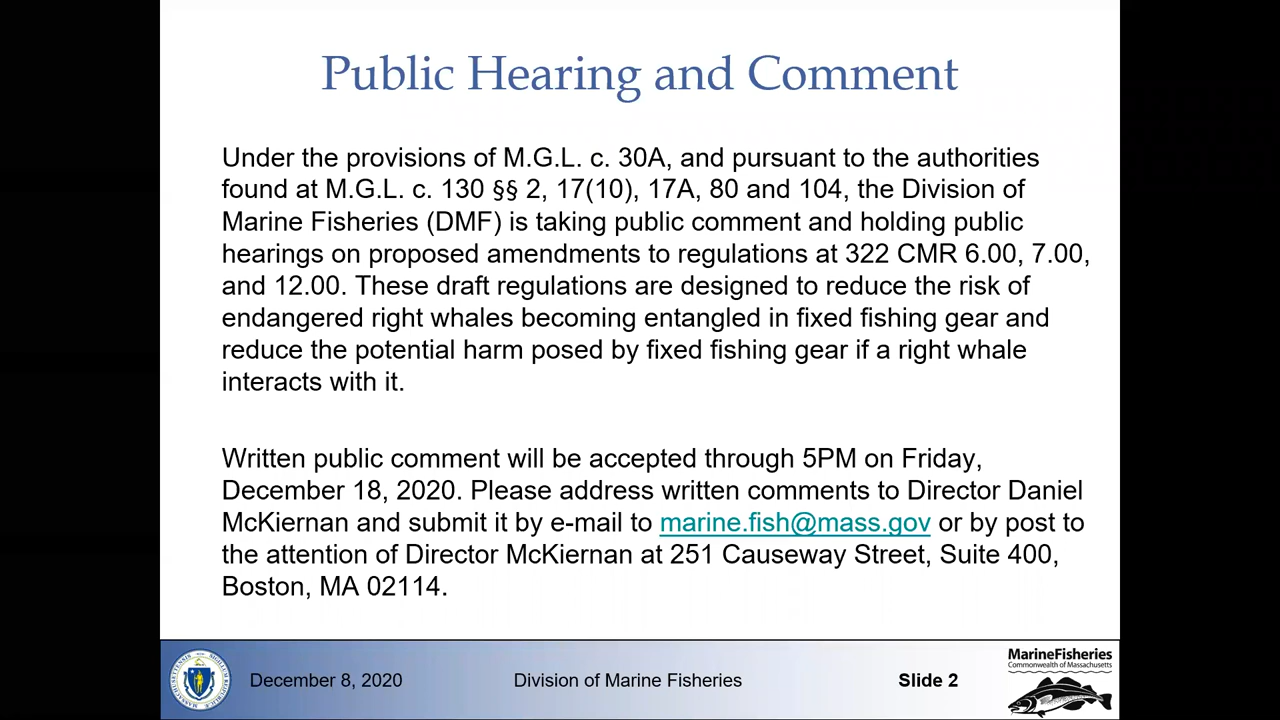 Public Hearing and Comment
Under the provisions of M.G.L. c. 30A, and pursuant to the authorities
found at M.G.L. c. 130 §§ 2, 17(10), 17A, 80 and 104, the Division of
Marine Fisheries (DMF) is taking public comment and holding public
hearings on proposed amendments to regulations at 322 CMR 6.00, 7.00,
and 12.00. These draft regulations are designed to reduce the risk of
endangered right whales becoming entangled in fixed fishing gear and
reduce the potential harm posed by fixed fishing gear if a right whale
interacts with it.
Written public comment will be accepted through 5PM on Friday,
December 18, 2020. Please address written comments to Director Daniel
McKiernan and submit it by e-mail to marine.fish@mass.gov or by post to
the attention of Director McKiernan at 251 Causeway Street, Suite 400,
Boston, MA 02114.
December 8, 2020
Division of Marine Fisheries
Slide 2
MarineFisheries
Commonwealth of Massachusetts